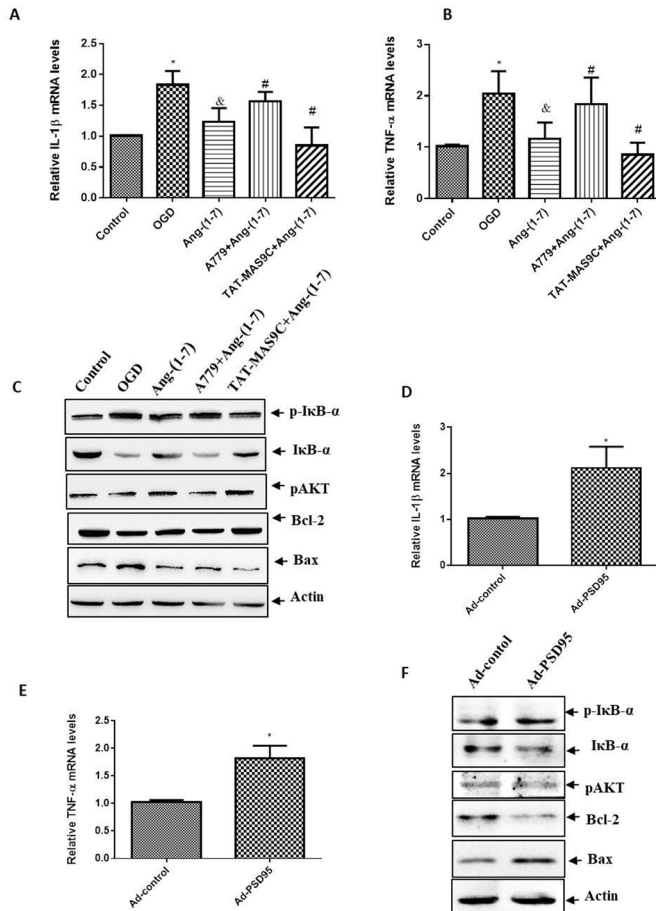 A
Relative IL-1β mRNA levels
2.5
2.0
1.5
1.0
0.5
0.0
*
&
#
#
Control
OGD
Ang-(1-7)
A779+Ang-(1-7)
TAT-MAS9C+Ang-(1-7)
B
Relative TNF-α mRNA levels
3
2
1
0
*
&
#
#
Control
OGD
Ang-(1-7)
A779+Ang-(1-7)
TAT-MAS9C+Ang-(1-7)
C
Control
OGD
Ang-(1-7)
A779+Ang-(1-7)
TAT-MAS9C+Ang-(1-7)
p-IκB-α
IκB-α
pAKT
Bcl-2
Bax
Actin
D
Relative IL-1β mRNA levels
3
2
1
0
*
Ad-control
Ad-PSD95
E
Relative TNF-α mRNA levels
2.5
2.0
1.5
1.0
0.5
0.0
*
Ad-control
Ad-PSD95
F
Ad-contol
Ad-PSD95
p-IκB-α
IκB-α
pAKT
Bcl-2
Bax
Actin